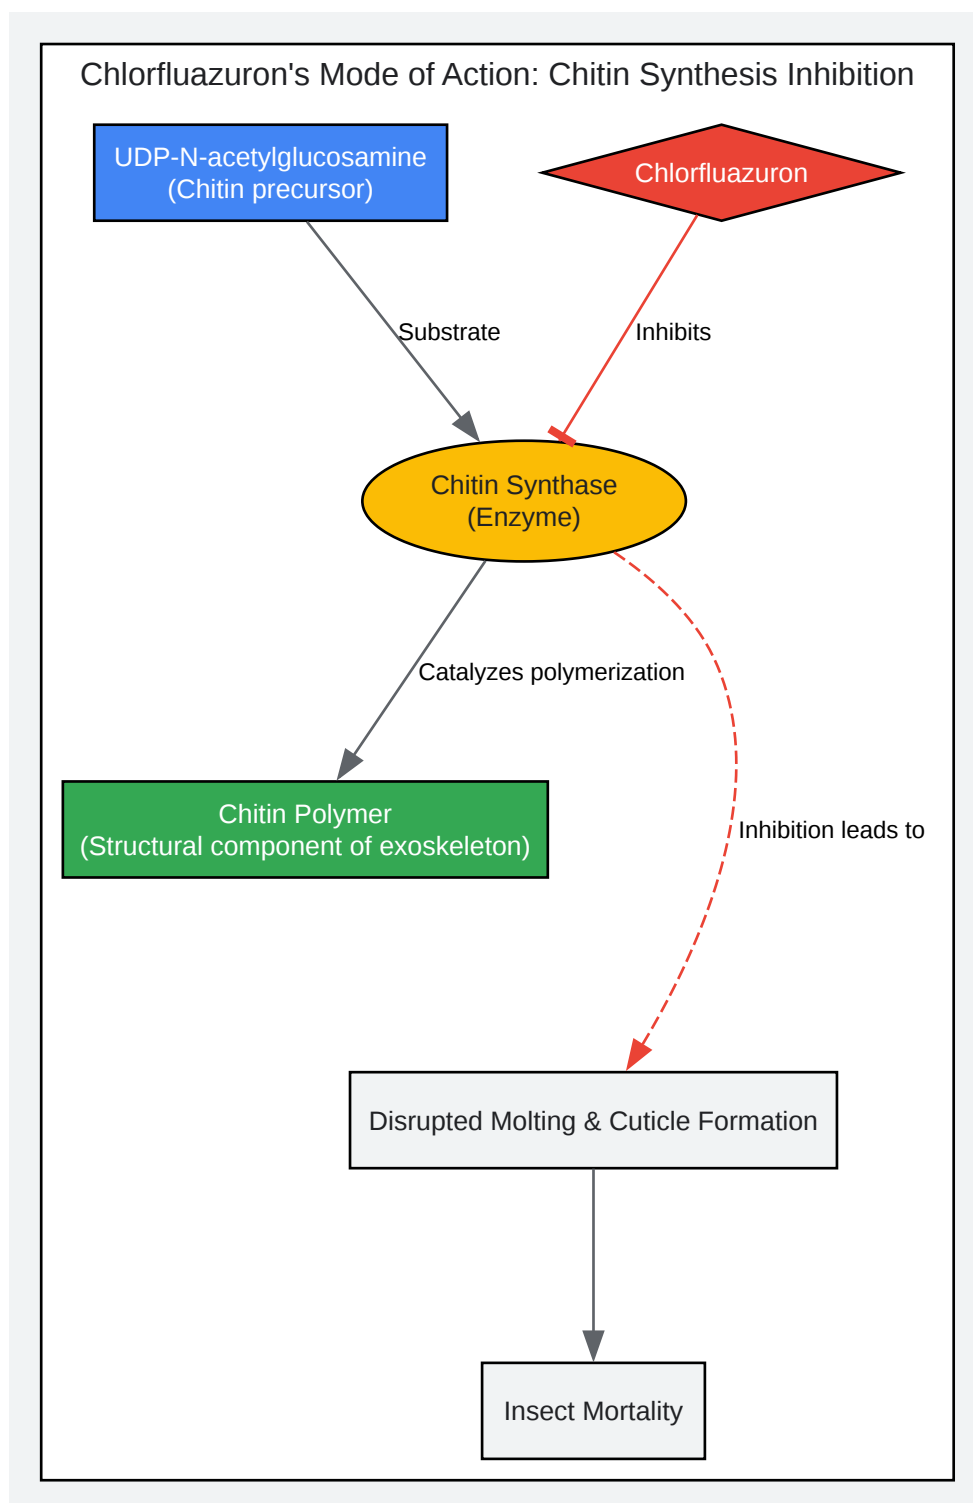 Chlorfluazuron's Mode of Action: Chitin Synthesis Inhibition
UDP-N-acetylglucosamine
(Chitin precursor)
Chlorfluazuron
Substrate
Inhibits
Chitin Synthase
(Enzyme)
Catalyzes polymerization
Chitin Polymer
(Structural component of exoskeleton)
Inhibition leads to
Disrupted Molting & Cuticle Formation
Insect Mortality